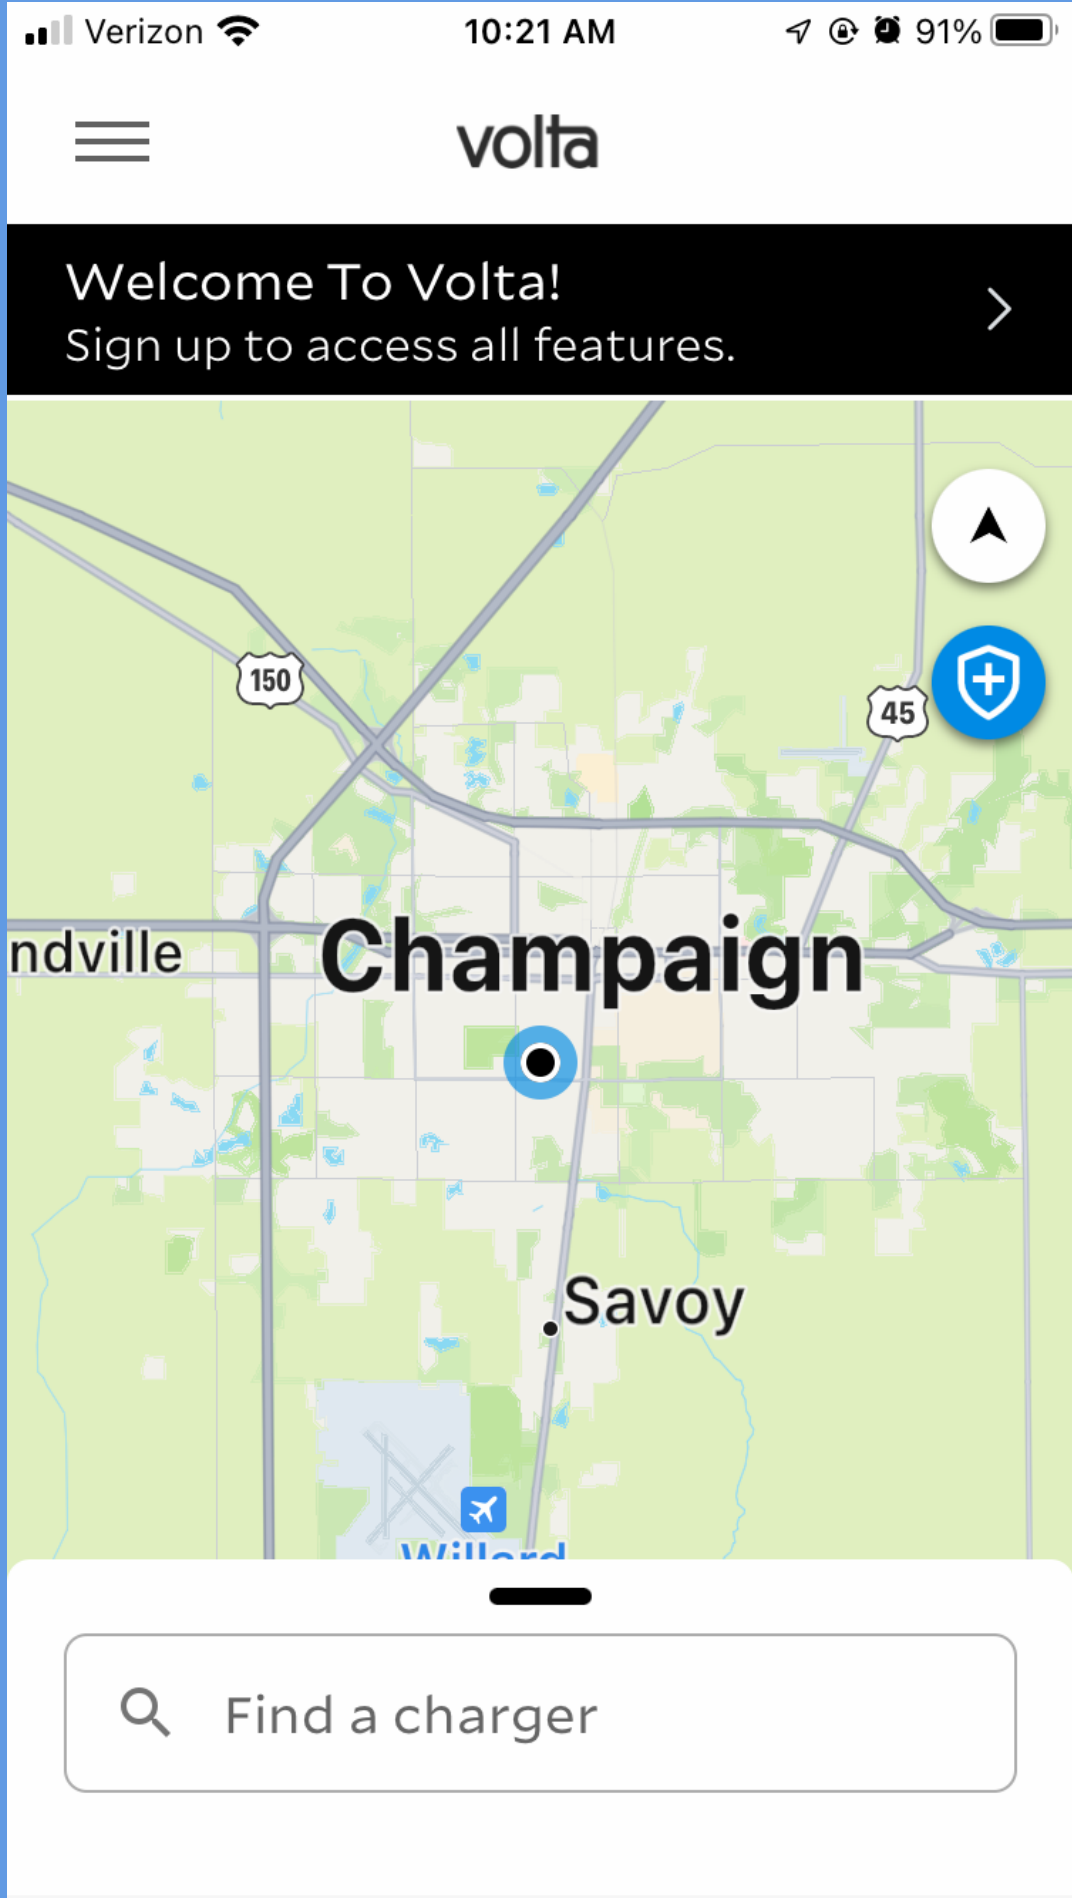 Verizon 10:21 AM 91%
volta
Welcome To Volta!
Sign up to access all features.
150
45
ndville
Champaign
Savoy
Willard
Find a charger